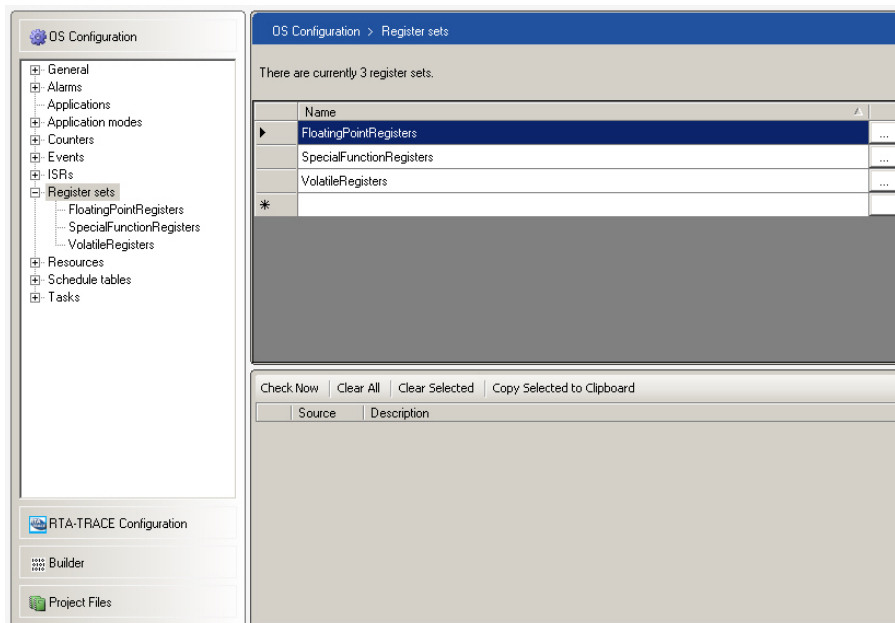 OS Configuration
General
Alarms
Applications
Application modes
Counters
Events
ISRs
Register sets
FloatingPointRegisters
SpecialFunctionRegisters
VolatileRegisters
Resources
Schedule tables
Tasks
RTA-TRACE Configuration
Builder
Project Files
OS Configuration > Register sets
There are currently 3 register sets.
Name
FloatingPointRegisters ...
SpecialFunctionRegisters ...
VolatileRegisters ...
Check Now Clear All Clear Selected Copy Selected to Clipboard
Source Description